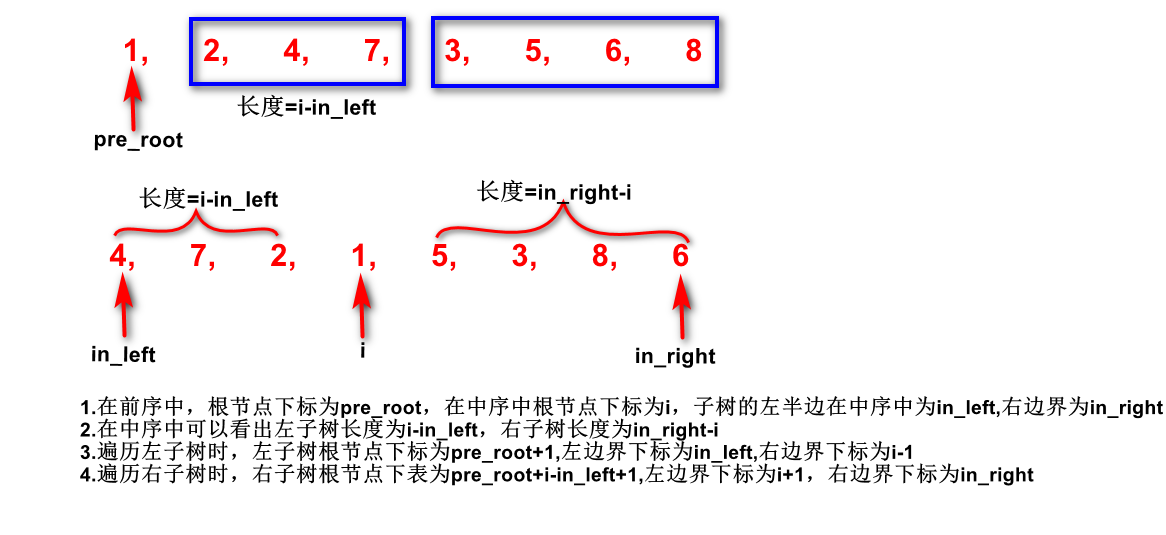 1, 2, 4, 7, 3, 5, 6, 8
长度=i-in_left
pre_root
长度=i-in_left 长度=in_right-i
4, 7, 2, 1, 5, 3, 8, 6
in_left i in_right
1.在前序中，根节点下标为pre_root，在中序中根节点下标为i，子树的左半边在中序中为in_left,右边界为in_right
2.在中序中可以看出左子树长度为i-in_left，右子树长度为in_right-i
3.遍历左子树时，左子树根节点下标为pre_root+1,左边界下标为in_left,右边界下标为i-1
4.遍历右子树时，右子树根节点下表为pre_root+i-in_left+1,左边界下标为i+1，右边界下标为in_right